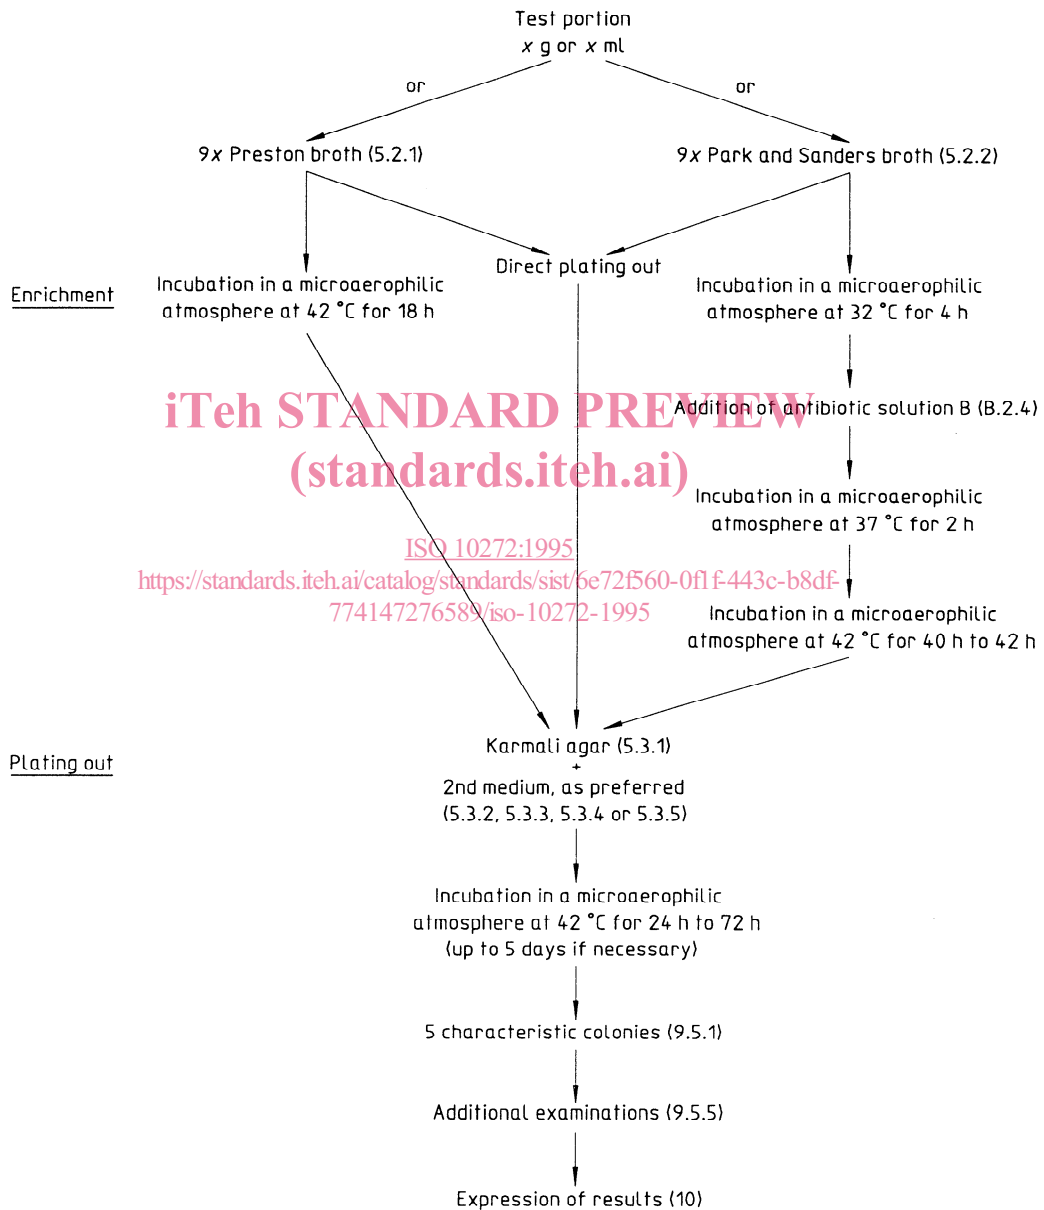 Test portion
x g or x ml
or
or
9x Preston broth (5.2.1)
9x Park and Sanders broth (5.2.2)
Direct plating out
Enrichment
Incubation in a microaerophilic
atmosphere at 42 °C for 18 h
Incubation in a microaerophilic
atmosphere at 32 °C for 4 h
iTeh STANDARD PREVIEW
(standards.iteh.ai)
Addition of antibiotic solution B (B.2.4)
Incubation in a microaerophilic
atmosphere at 37 °C for 2 h
ISO 10272:1995
https://standards.iteh.ai/catalog/standards/sist/6e72f560-0f1f-443c-b8df-
774147276589/iso-10272-1995
Incubation in a microaerophilic
atmosphere at 42 °C for 40 h to 42 h
Plating out
Karmali agar (5.3.1)
+
2nd medium, as preferred
(5.3.2, 5.3.3, 5.3.4 or 5.3.5)
Incubation in a microaerophilic
atmosphere at 42 °C for 24 h to 72 h
(up to 5 days if necessary)
5 characteristic colonies (9.5.1)
Additional examinations (9.5.5)
Expression of results (10)